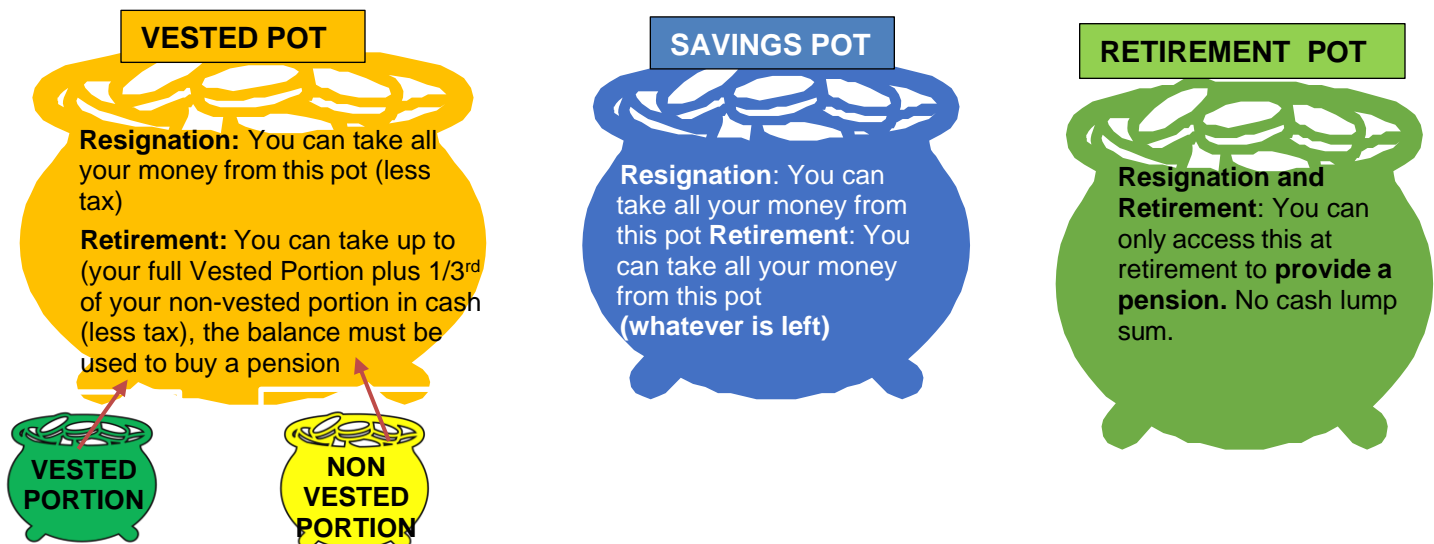 VESTED POT
Resignation: You can take all
your money from this pot (less
tax)
Retirement: You can take up to
(your full Vested Portion plus 1/3rd
of your non-vested portion in cash
(less tax), the balance must be
used to buy a pension
VESTED
PORTION
NON
VESTED
PORTION
SAVINGS POT
Resignation: You can
take all your money from
this pot Retirement: You
can take all your money
from this pot
(whatever is left)
RETIREMENT POT
Resignation and
Retirement: You can
only access this at
retirement to provide a
pension. No cash lump
sum.